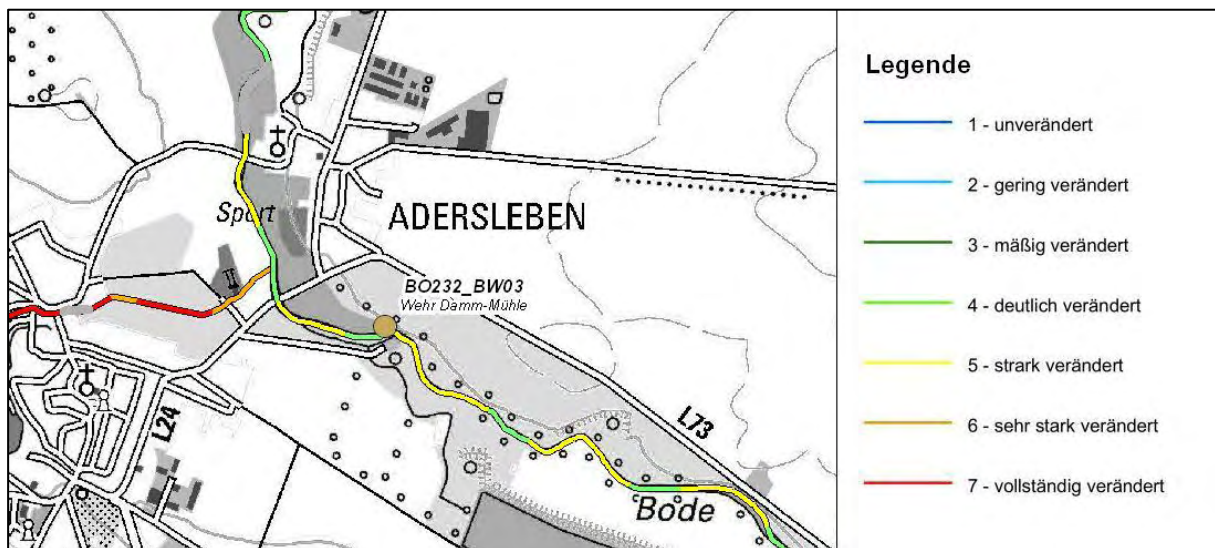 Sport
ADERSLEBEN
BO232_BW03
Wehr Damm-Mühle
L24
L73
Bode
Legende
1 - unverändert
2 - gering verändert
3 - mäßig verändert
4 - deutlich verändert
5 - strark verändert
6 - sehr stark verändert
7 - vollständig verändert